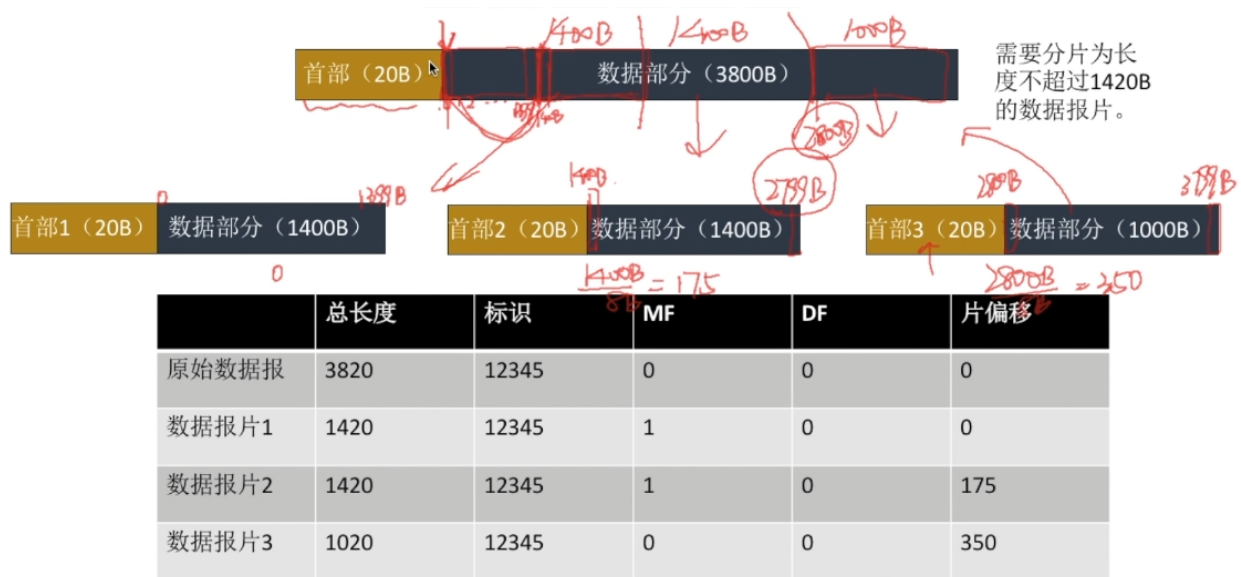 1400B 1400B 1000B
首部（20B） 数据部分（3800B）
需要分片为长
度不超过1420B
的数据报片。
2800B
0 1399B 1400B 2799B 2800B 3799B
首部1（20B） 数据部分（1400B） 首部2（20B） 数据部分（1400B） 首部3（20B） 数据部分（1000B）
0 1400B/8B = 175 2800B/8B = 350
总长度 标识 MF DF 片偏移
原始数据报 3820 12345 0 0 0
数据报片1 1420 12345 1 0 0
数据报片2 1420 12345 1 0 175
数据报片3 1020 12345 0 0 350